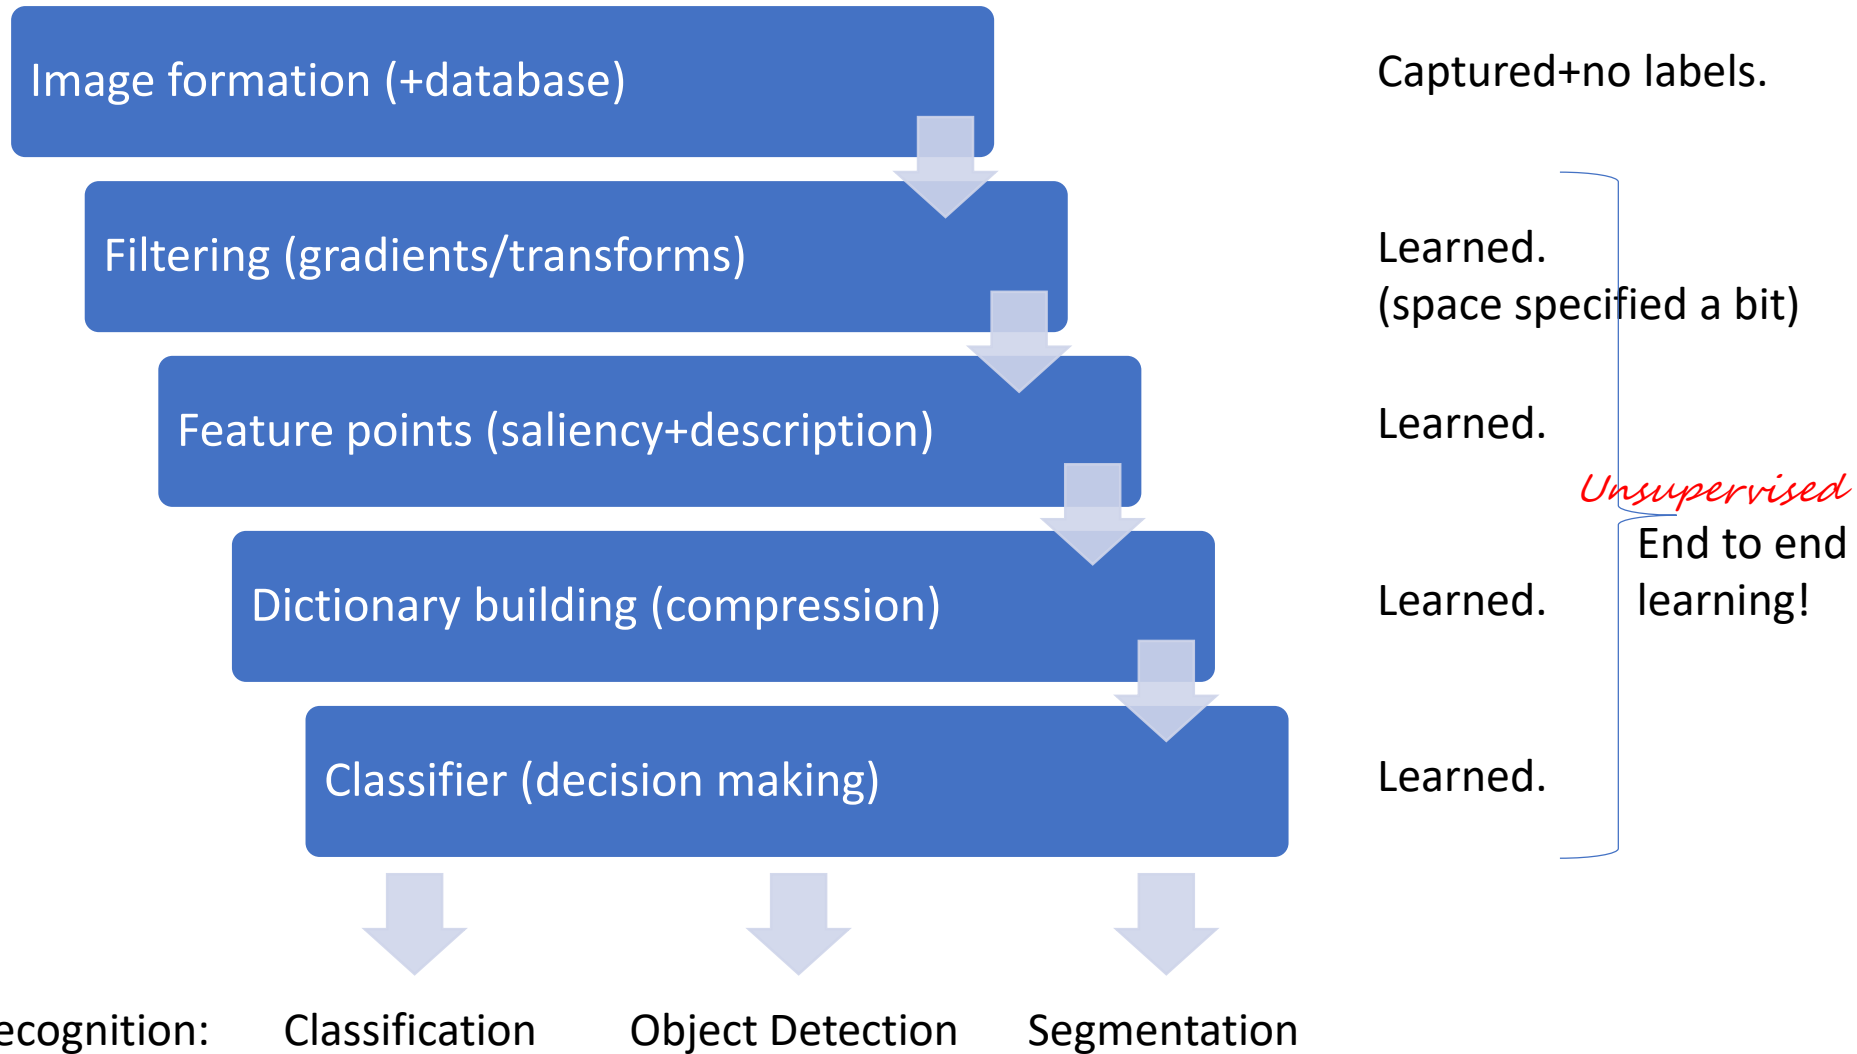 Image formation (+database)
Captured+no labels.
Filtering (gradients/transforms)
Learned.
(space specified a bit)
Feature points (saliency+description)
Learned.
Unsupervised
End to end
learning!
Dictionary building (compression)
Learned.
Classifier (decision making)
Learned.
ecognition: Classification Object Detection Segmentation